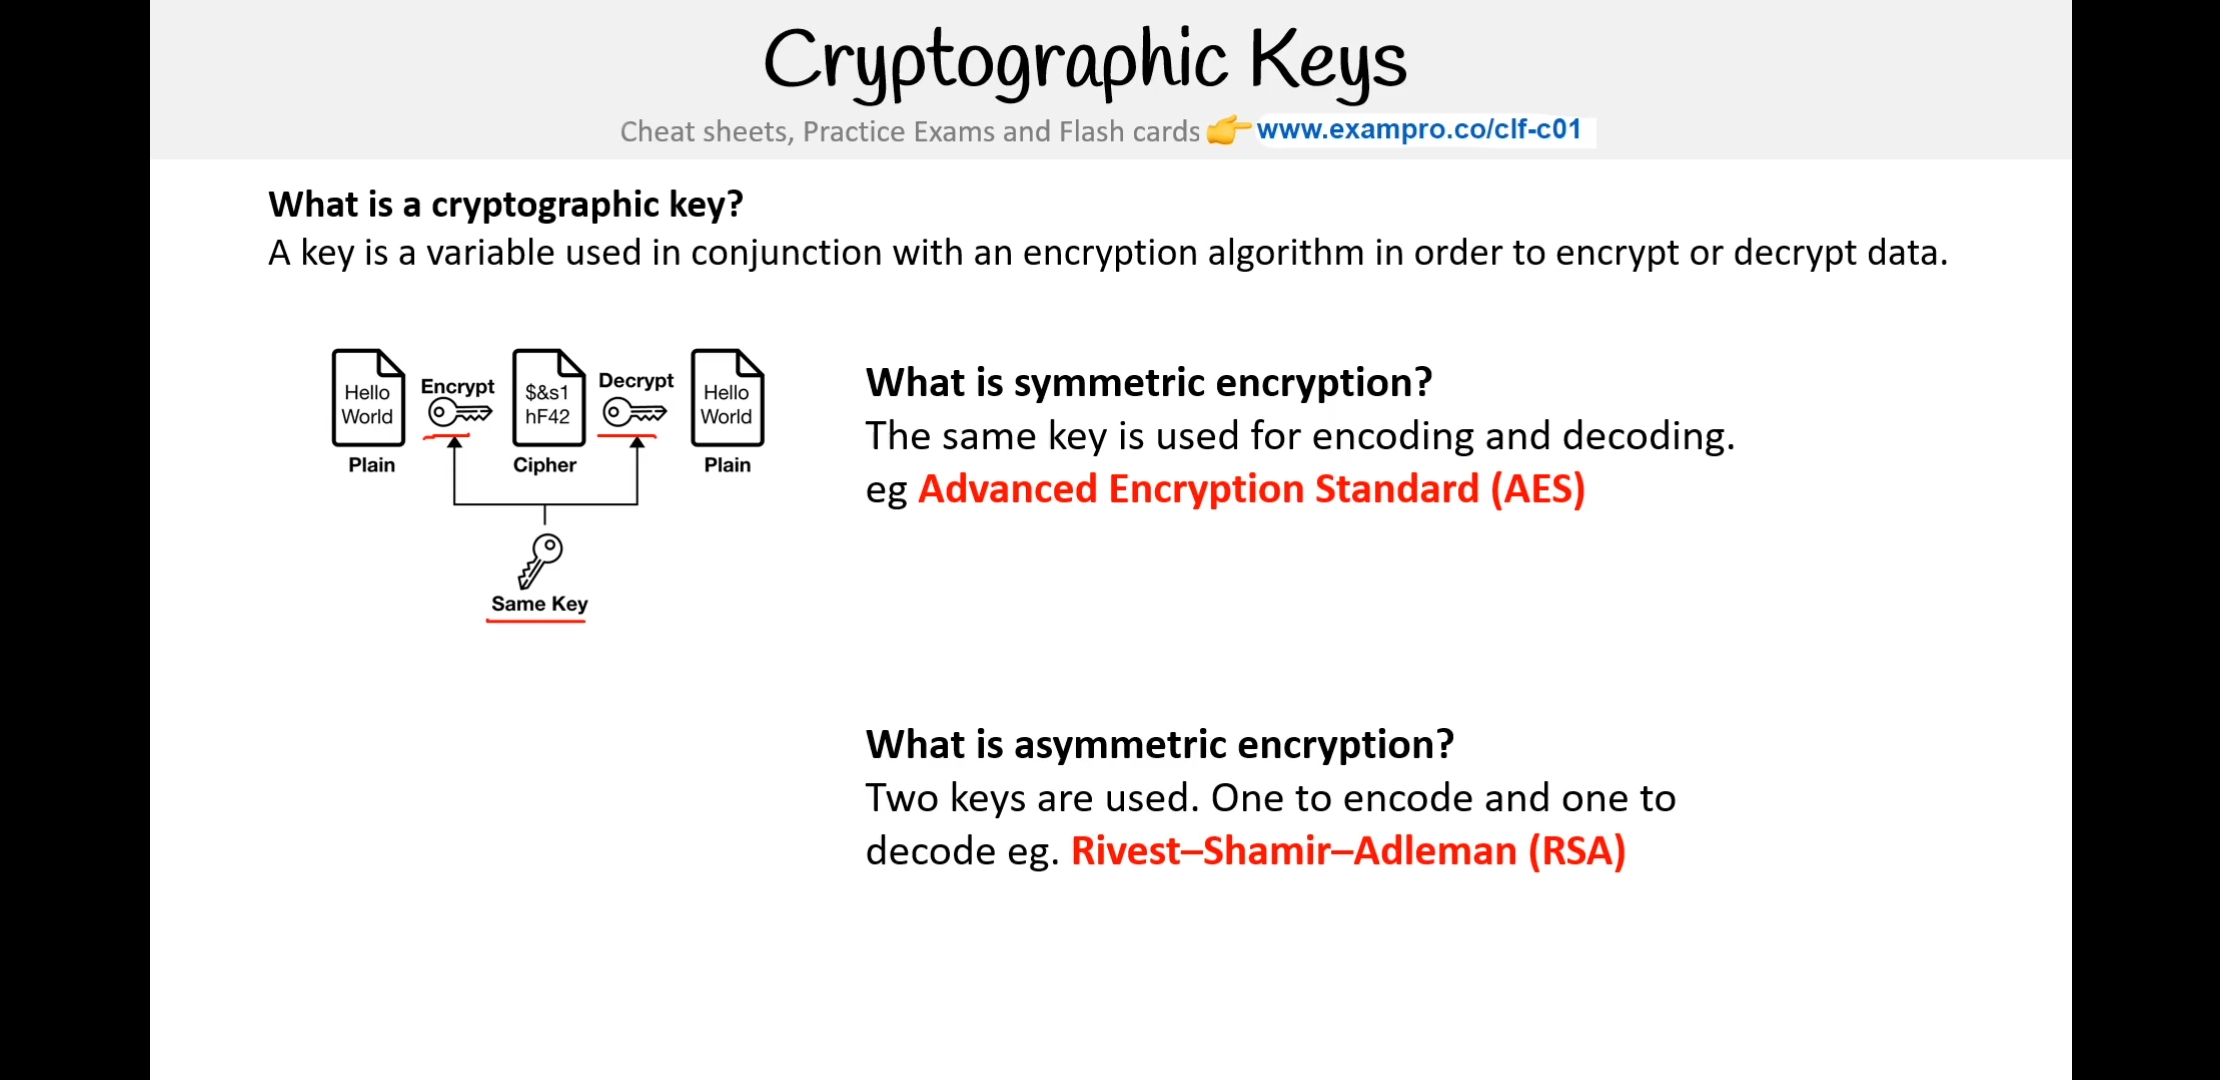 Cryptographic Keys
Cheat sheets, Practice Exams and Flash cards 👉 www.exampro.co/clf-c01
What is a cryptographic key?
A key is a variable used in conjunction with an encryption algorithm in order to encrypt or decrypt data.
Hello
World
Plain
Encrypt
$&s1
hF42
Cipher
Decrypt
Hello
World
Plain
Same Key
What is symmetric encryption?
The same key is used for encoding and decoding.
eg Advanced Encryption Standard (AES)
What is asymmetric encryption?
Two keys are used. One to encode and one to
decode eg. Rivest–Shamir–Adleman (RSA)